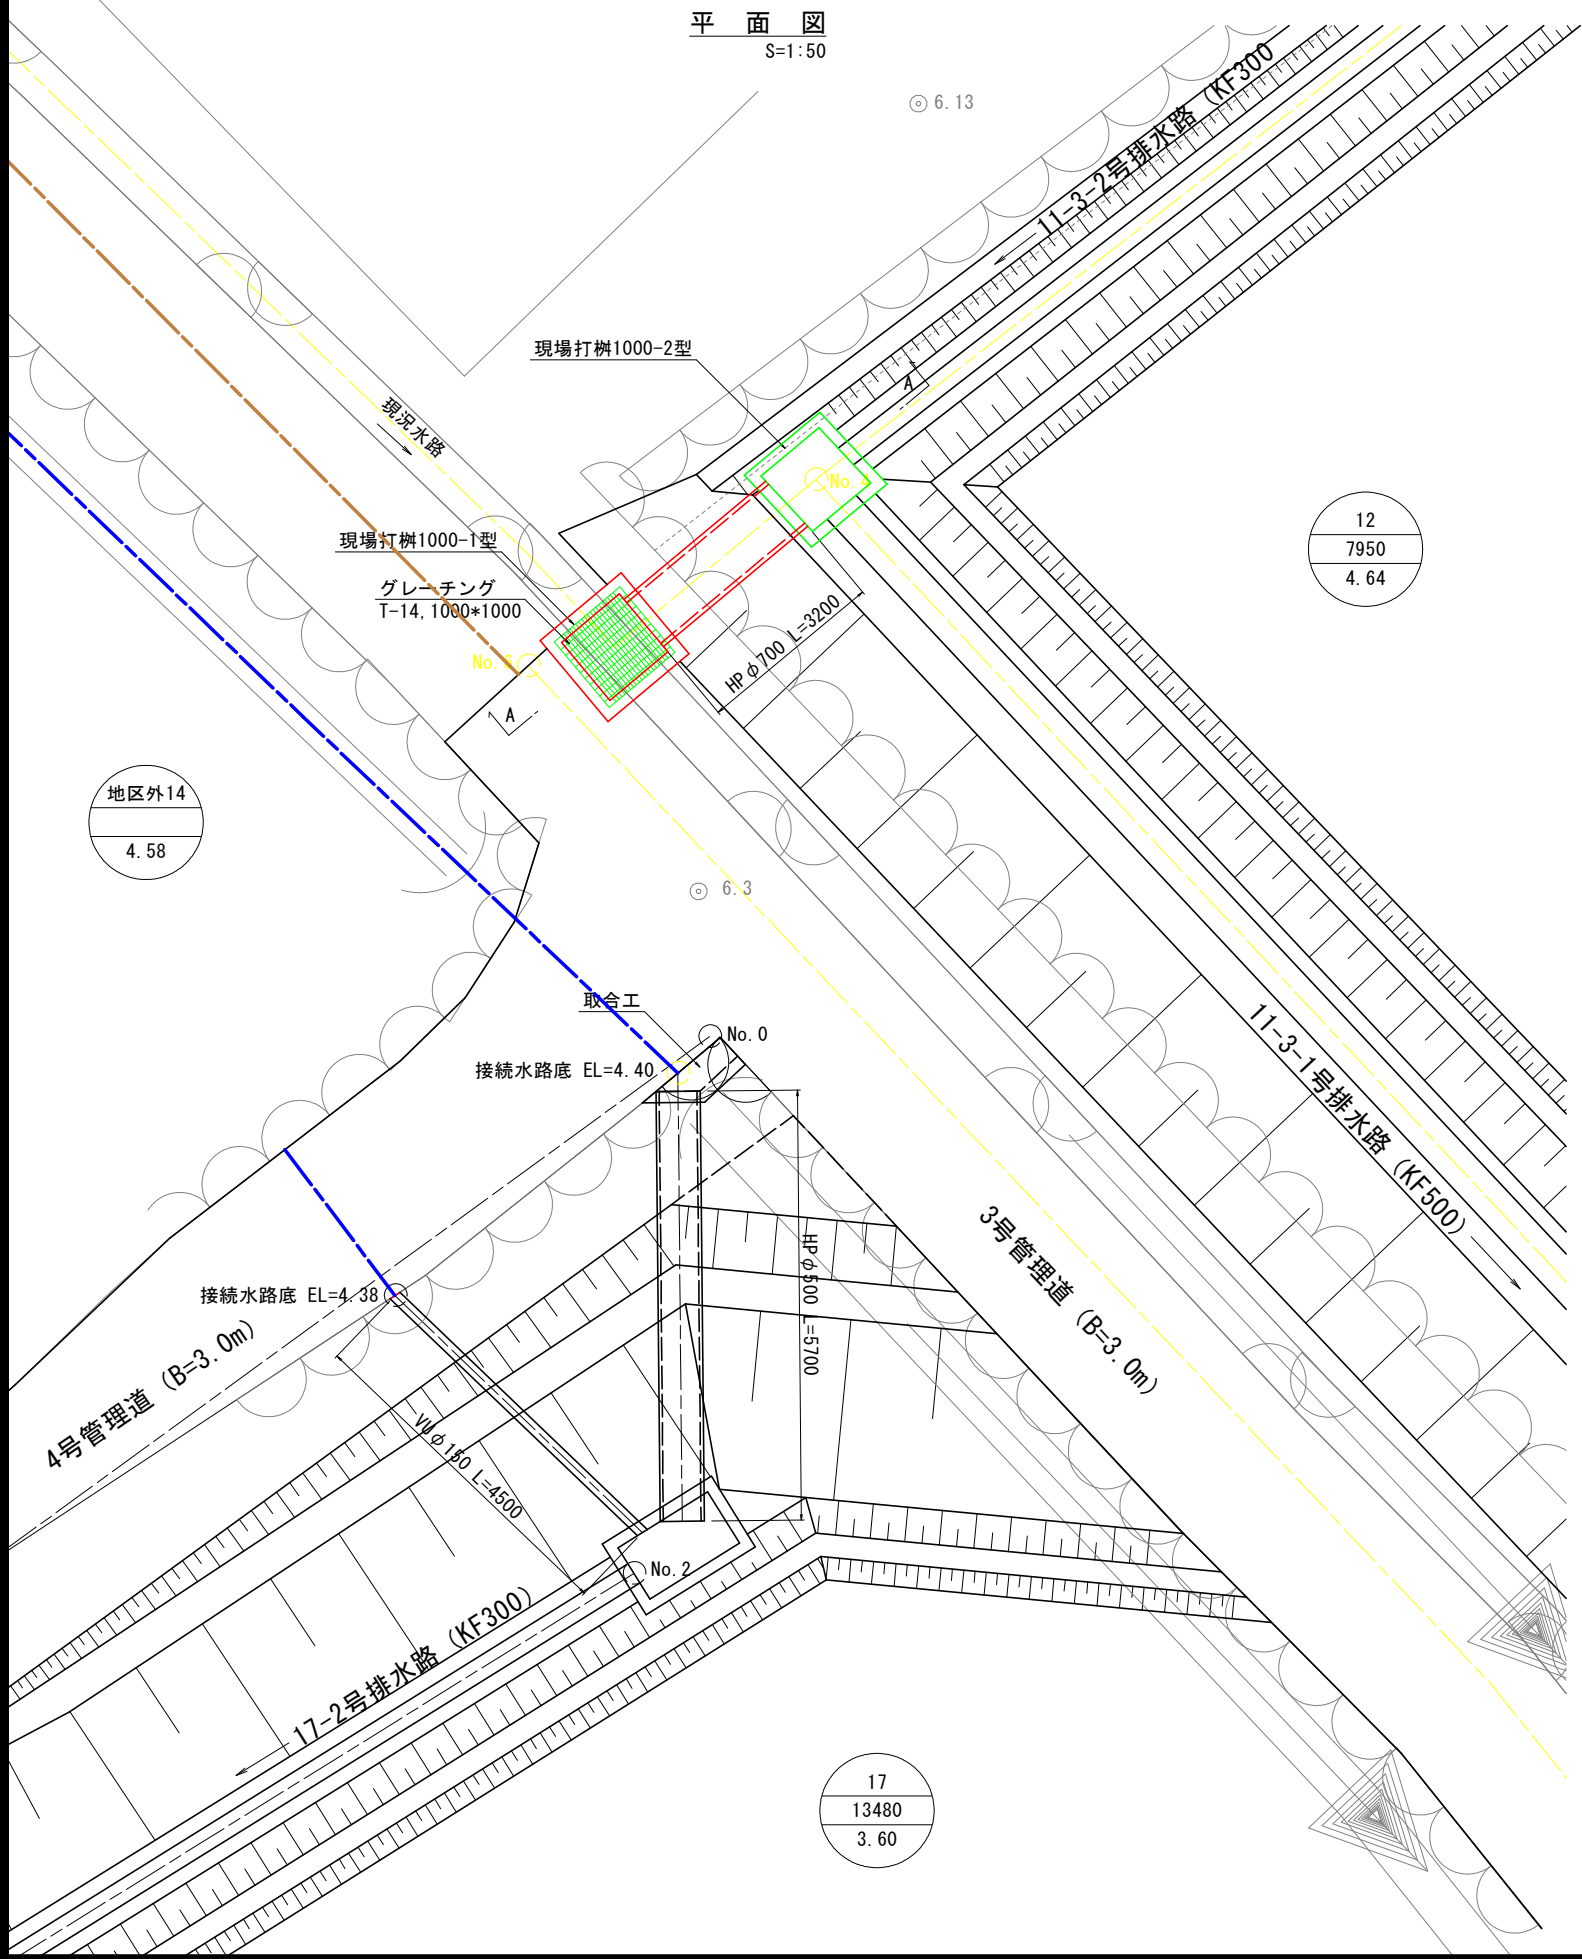 平　面　図
S=1:50
6.13
11-3-2号排水路 (KF300
現場打桝1000-2型
A
現況水路
No.4
12
7950
4.64
現場打桝1000-1型
グレーチング
T-14,1000*1000
HPφ700 L=3200
No.6
A
地区外14
4.58
6.3
取合工
No.0
接続水路底 EL=4.40
11-3-1号排水路 (KF500)
3号管理道 (B=3.0m)
HPφ500 L=5700
接続水路底 EL=4.38
4号管理道 (B=3.0m)
VUφ150 L=4500
No.2
17-2号排水路 (KF300)
17
13480
3.60